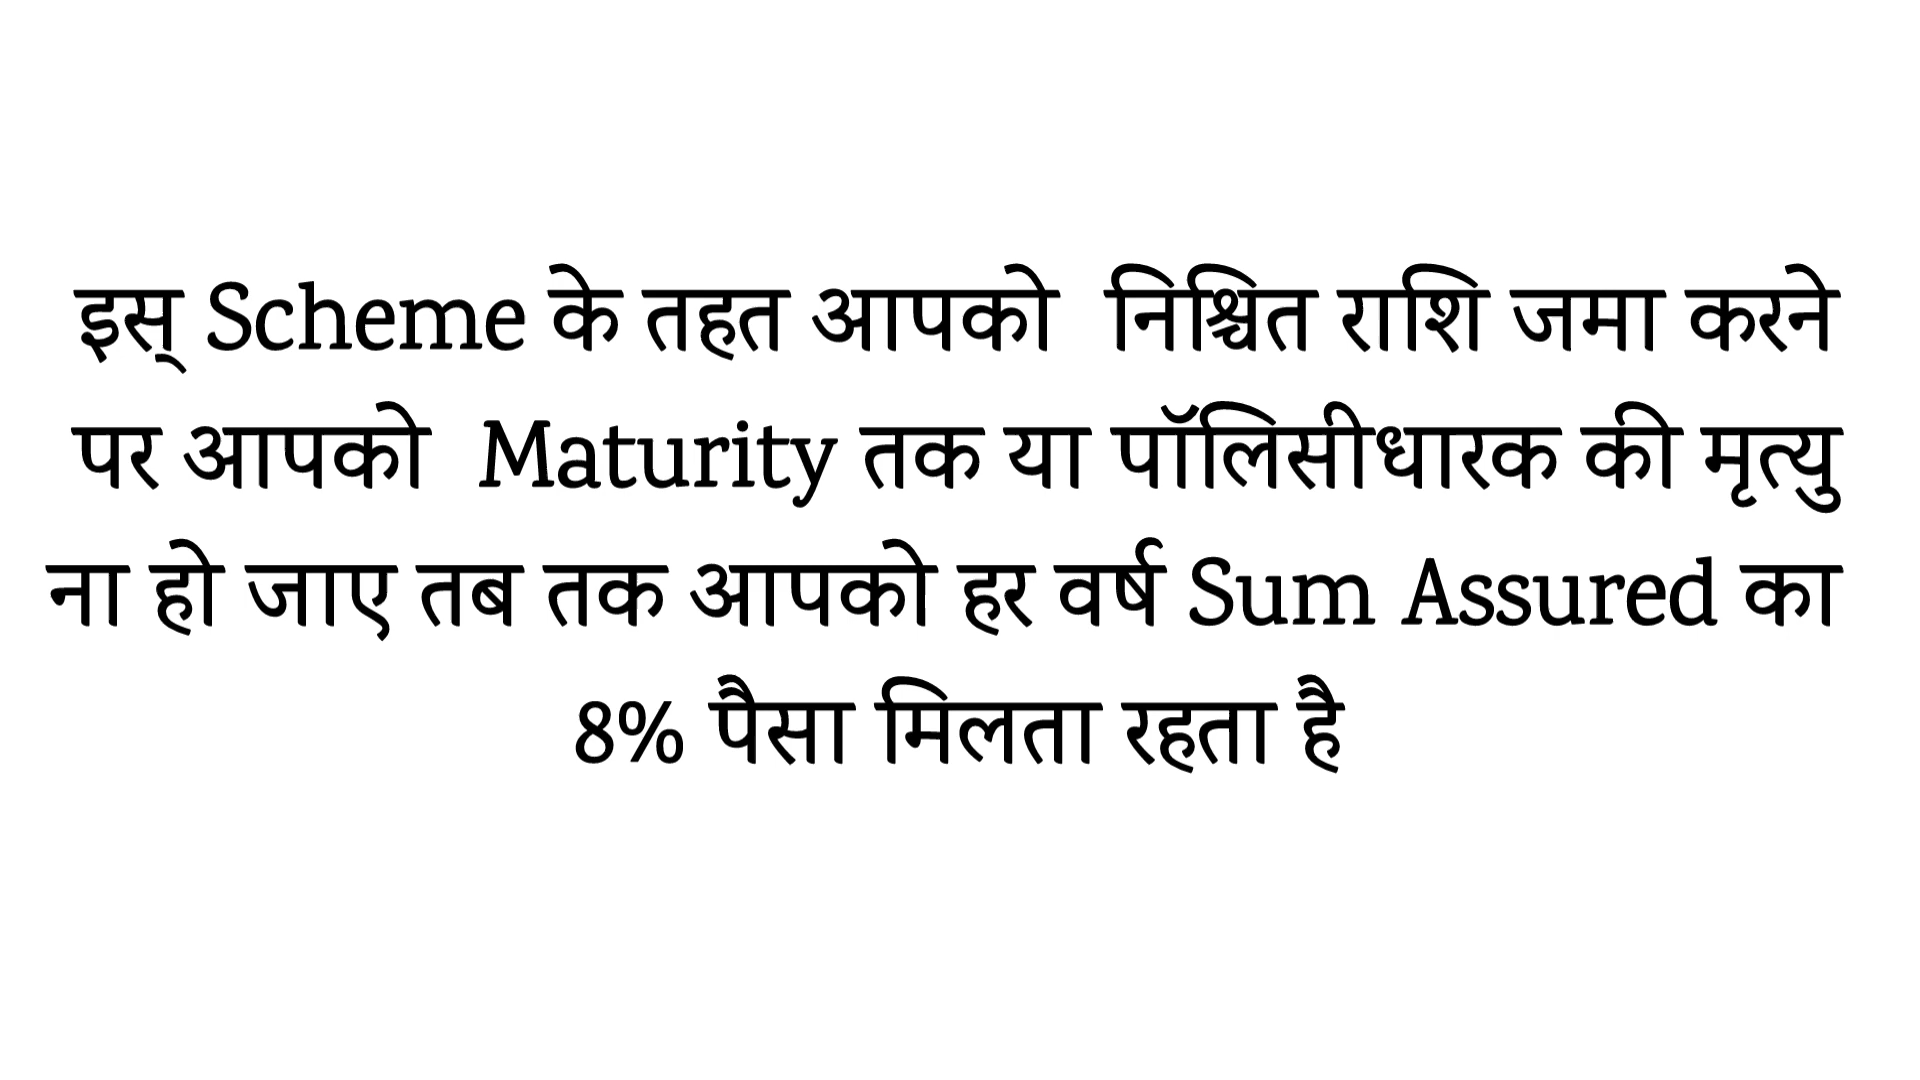 इस् Scheme के तहत आपको  निश्चित राशि जमा करने
पर आपको  Maturity तक या पॉलिसीधारक की मृत्यु
ना हो जाए तब तक आपको हर वर्ष Sum Assured का
8% पैसा मिलता रहता है